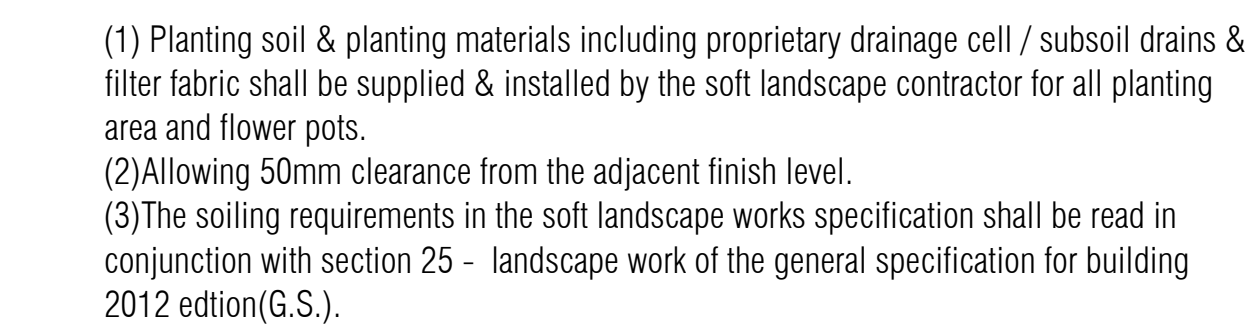 (1) Planting soil & planting materials including proprietary drainage cell / subsoil drains &
filter fabric shall be supplied & installed by the soft landscape contractor for all planting
area and flower pots.
(2)Allowing 50mm clearance from the adjacent finish level.
(3)The soiling requirements in the soft landscape works specification shall be read in
conjunction with section 25 -  landscape work of the general specification for building
2012 edtion(G.S.).